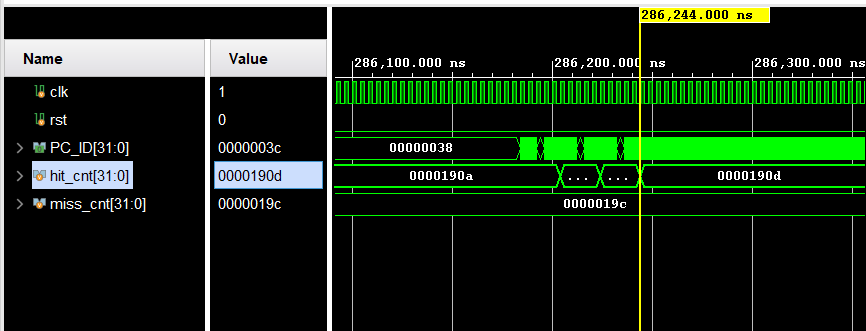 286,244.000 ns
Name
Value
286,100.000 ns
286,200.000 ns
286,300.000 ns
clk
1
rst
0
PC_ID[31:0]
0000003c
00000038
hit_cnt[31:0]
0000190d
0000190a
...
...
0000190d
miss_cnt[31:0]
0000019c
0000019c